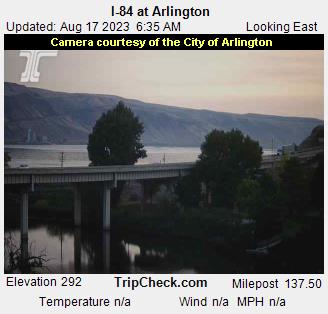 I-84 at Arlington
Updated: Aug 17 2023 6:35 AM Looking East
Camera courtesy of the City of Arlington
Elevation 292 TripCheck.com Milepost 137.50
Temperature n/a Wind n/a MPH n/a